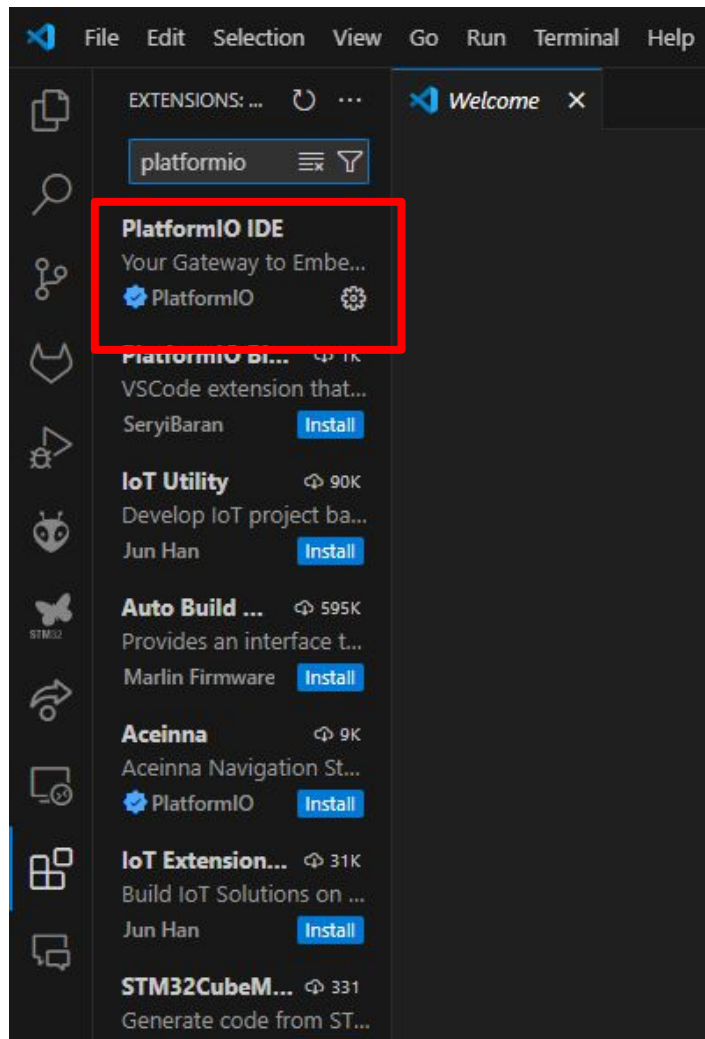 File Edit Selection View Go Run Terminal Help
EXTENSIONS: ... ···
Welcome
platformio
PlatformIO IDE
Your Gateway to Embe...
PlatformIO
PlatformIO Bl... 1K
VSCode extension that...
SeryiBaran Install
IoT Utility 90K
Develop IoT project ba...
Jun Han Install
Auto Build ... 595K
Provides an interface t...
Marlin Firmware Install
STM32
Aceinna 9K
Aceinna Navigation St...
PlatformIO Install
IoT Extension... 31K
Build IoT Solutions on ...
Jun Han Install
STM32CubeM... 331
Generate code from ST...